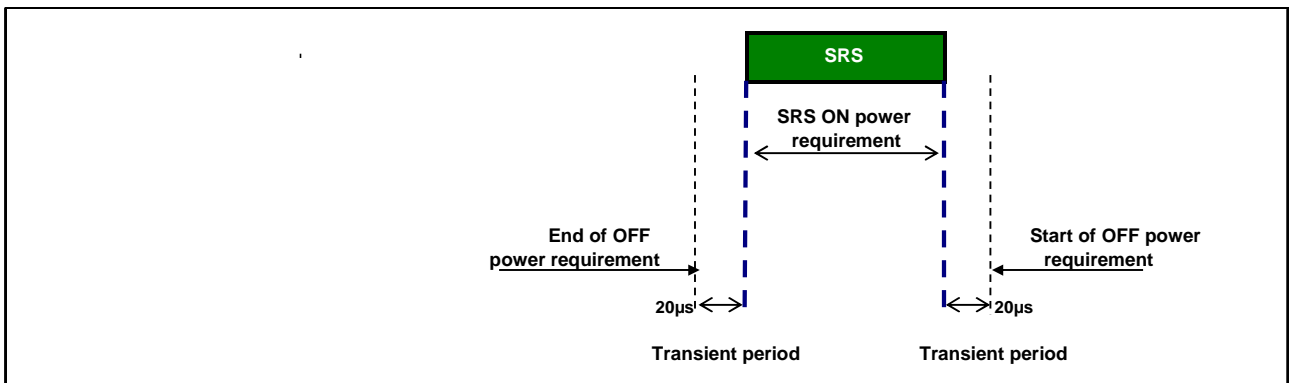 SRS
SRS ON power
requirement
End of OFF
power requirement
Start of OFF power
requirement
20µs
20µs
Transient period
Transient period